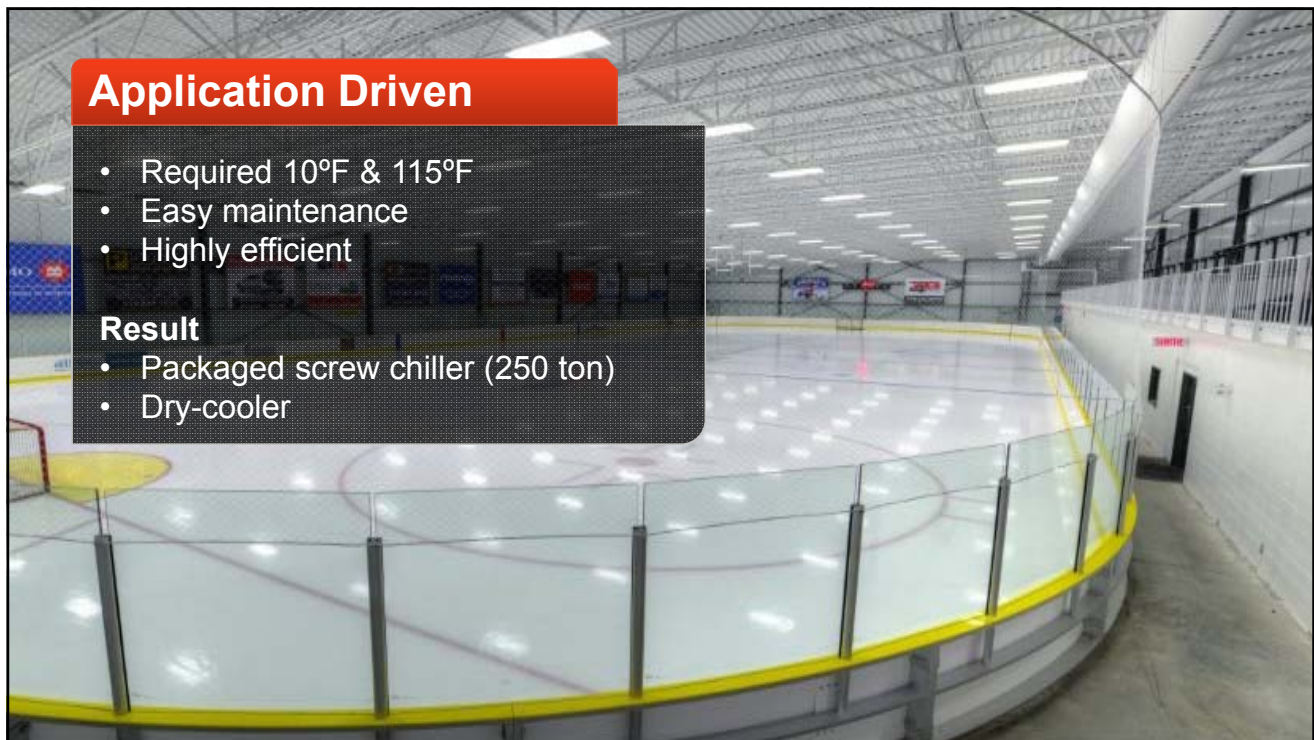 Application Driven
• Required 10ºF & 115ºF
• Easy maintenance
• Highly efficient
Result
• Packaged screw chiller (250 ton)
• Dry-cooler